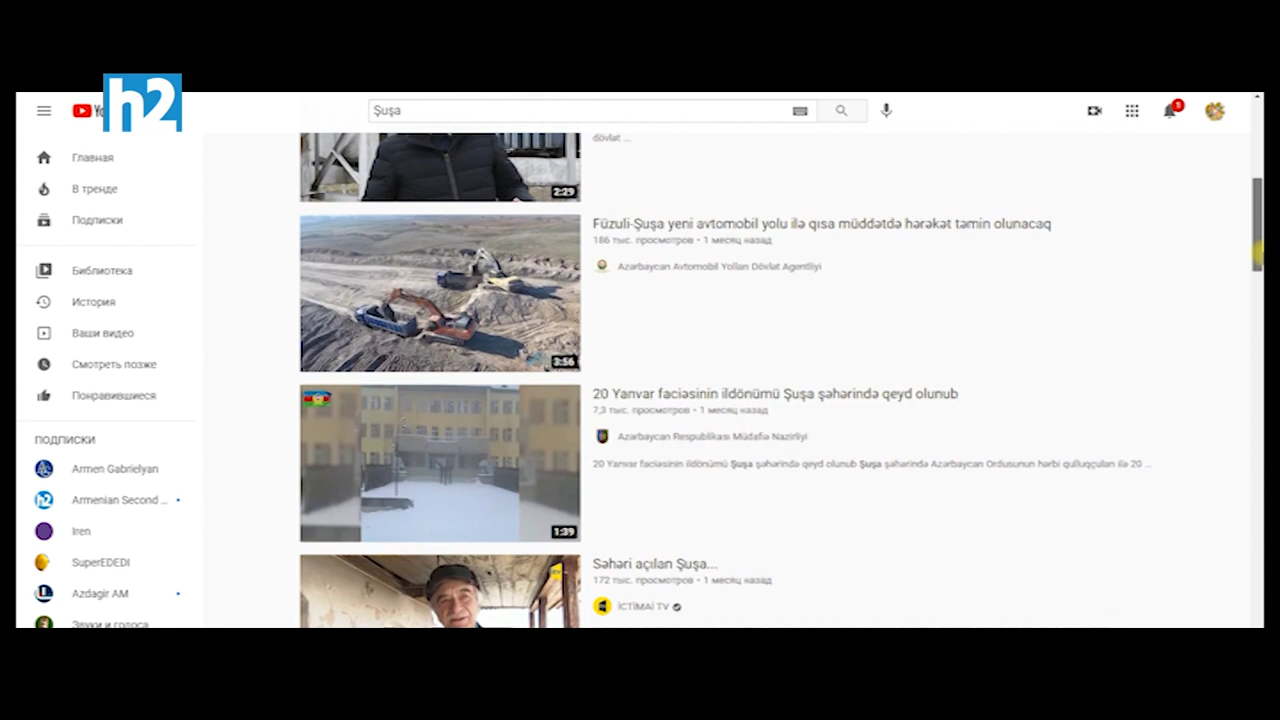 h2
Şuşa
1
Главная
В тренде
Подписки
Библиотека
История
Ваши видео
Смотреть позже
Понравившиеся
ПОДПИСКИ
Armen Gabrielyan
Armenian Second ...
Iren
SuperEDEDI
Azdagir AM
Звуки и голоса
dövlət ...
2:29
Füzuli-Şuşa yeni avtomobil yolu ilə qısa müddətdə hərəkət təmin olunacaq
186 тыс. просмотров • 1 месяц назад
Azərbaycan Avtomobil Yolları Dövlət Agentliyi
3:56
20 Yanvar faciəsinin ildönümü Şuşa şəhərində qeyd olunub
7,3 тыс. просмотров • 1 месяц назад
Azərbaycan Respublikası Müdafiə Nazirliyi
20 Yanvar faciəsinin ildönümü Şuşa şəhərində qeyd olunub Şuşa şəhərində Azərbaycan Ordusunun hərbi qulluqçuları ilə 20 ...
1:39
Səhəri açılan Şuşa...
172 тыс. просмотров • 1 месяц назад
İCTİMAİ TV